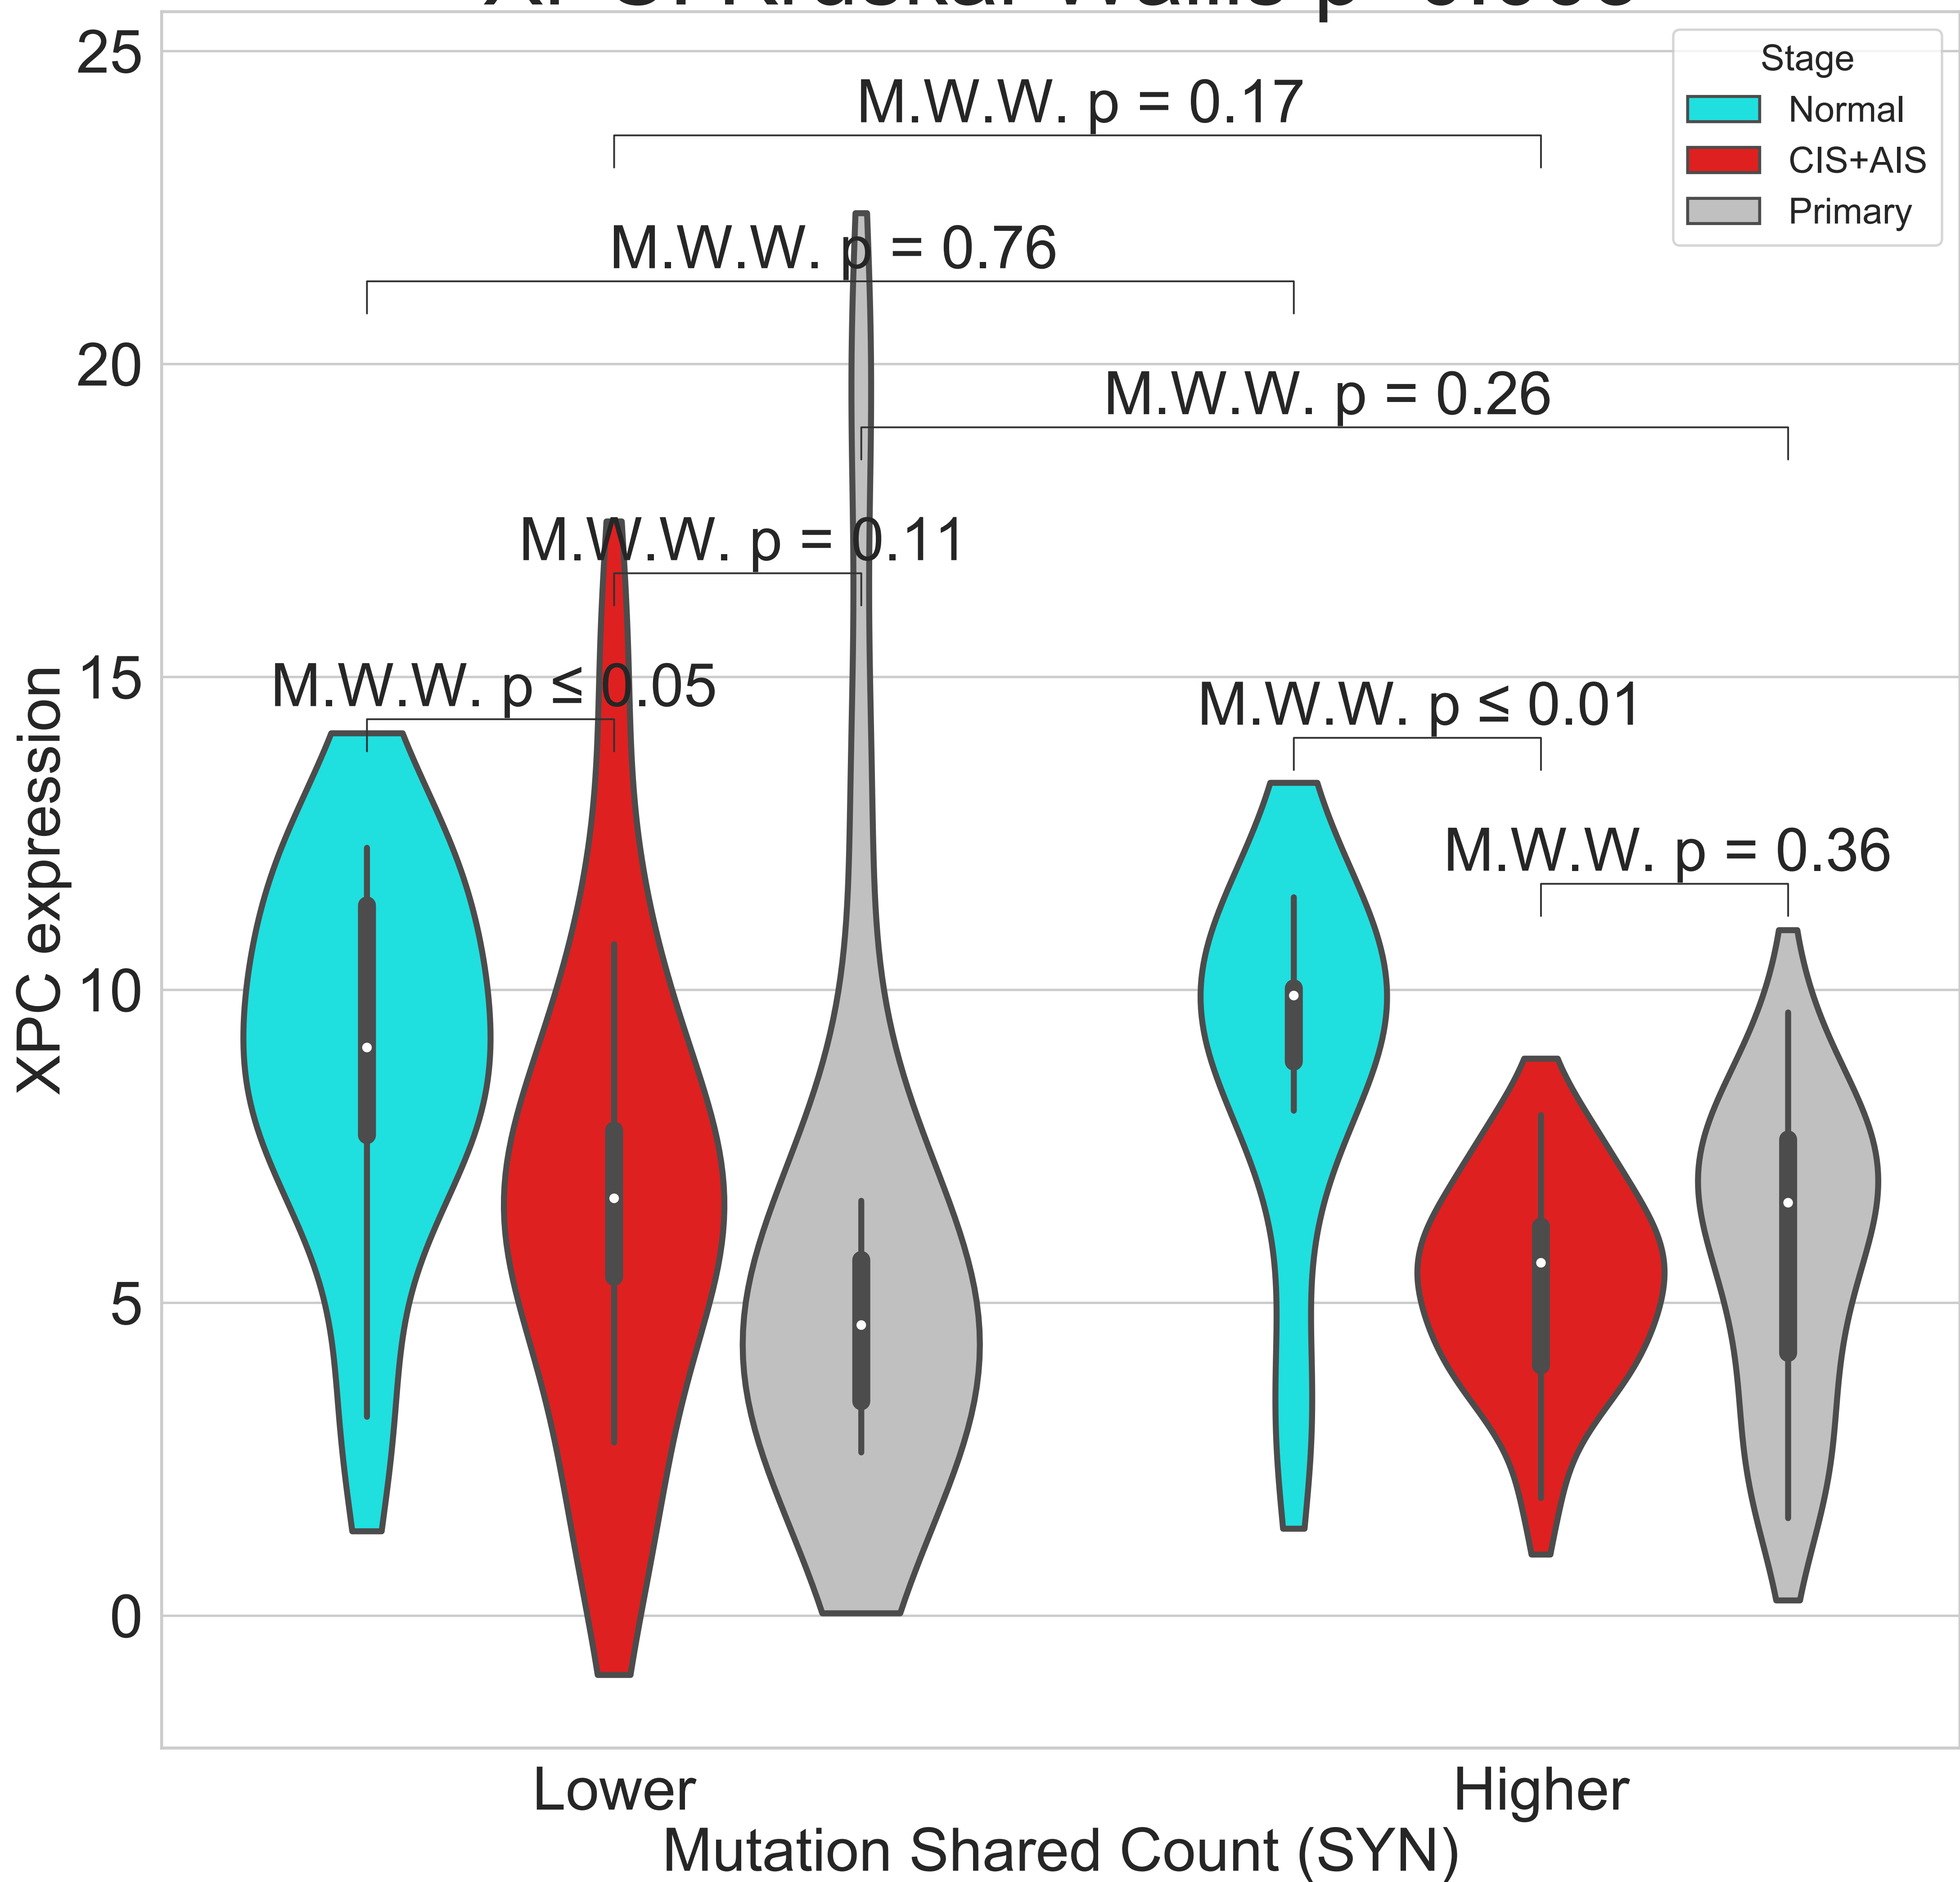 25
20
15
10
5
0
XPC expression
M.W.W. p = 0.17
M.W.W. p = 0.76
M.W.W. p = 0.26
M.W.W. p = 0.11
M.W.W. p ≤ 0.05
M.W.W. p ≤ 0.01
M.W.W. p = 0.36
Stage
Normal
CIS+AIS
Primary
Lower
Higher
Mutation Shared Count (SYN)